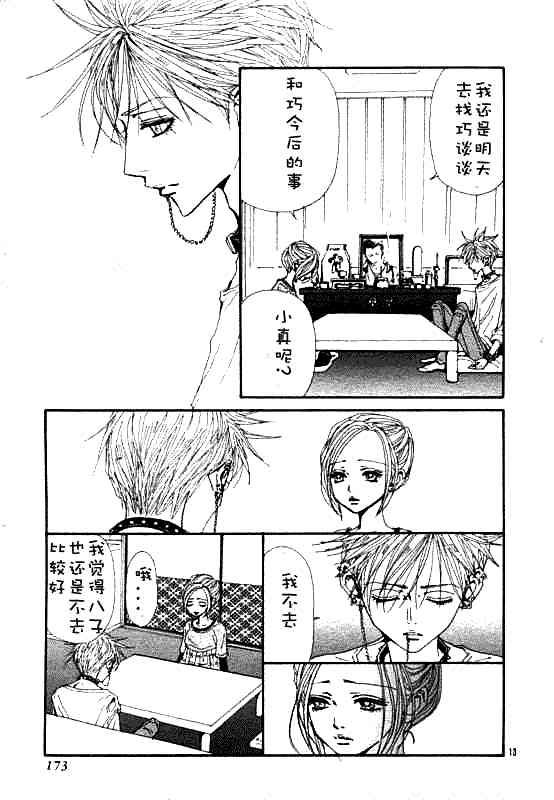 我还是明天
去找巧谈谈
和巧今后的事
小真呢？
我不去
哦
・・・
我觉得八子
也还是不去
比较好
13
173